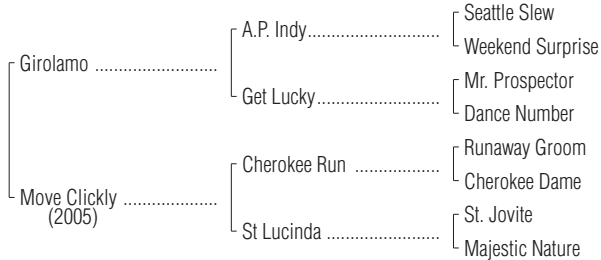 Seattle Slew
A.P. Indy..............................
Weekend Surprise
Girolamo ............................
Mr. Prospector
Get Lucky............................
Dance Number
Runaway Groom
Cherokee Run ...................
Cherokee Dame
Move Clickly .....................
(2005)
St. Jovite
St Lucinda .........................
Majestic Nature